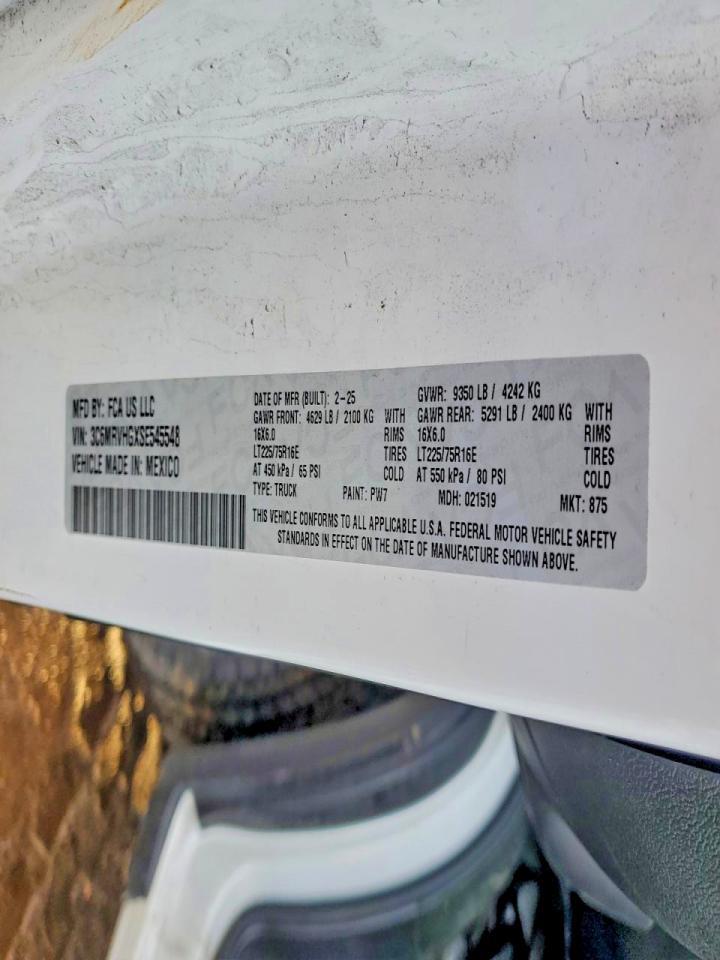 MFD BY: FCA US LLC
VIN: 3C6MRVHGXSE545548
VEHICLE MADE IN: MEXICO
DATE OF MFR (BUILT): 2-25 GVWR: 9350 LB / 4242 KG
GAWR FRONT: 4629 LB / 2100 KG WITH GAWR REAR: 5291 LB / 2400 KG WITH
16X6.0 RIMS 16X6.0 RIMS
LT225/75R16E TIRES LT225/75R16E TIRES
AT 450 kPa / 65 PSI COLD AT 550 kPa / 80 PSI COLD
TYPE: TRUCK PAINT: PW7 MDH: 021519 MKT: 875
THIS VEHICLE CONFORMS TO ALL APPLICABLE U.S.A. FEDERAL MOTOR VEHICLE SAFETY
STANDARDS IN EFFECT ON THE DATE OF MANUFACTURE SHOWN ABOVE.